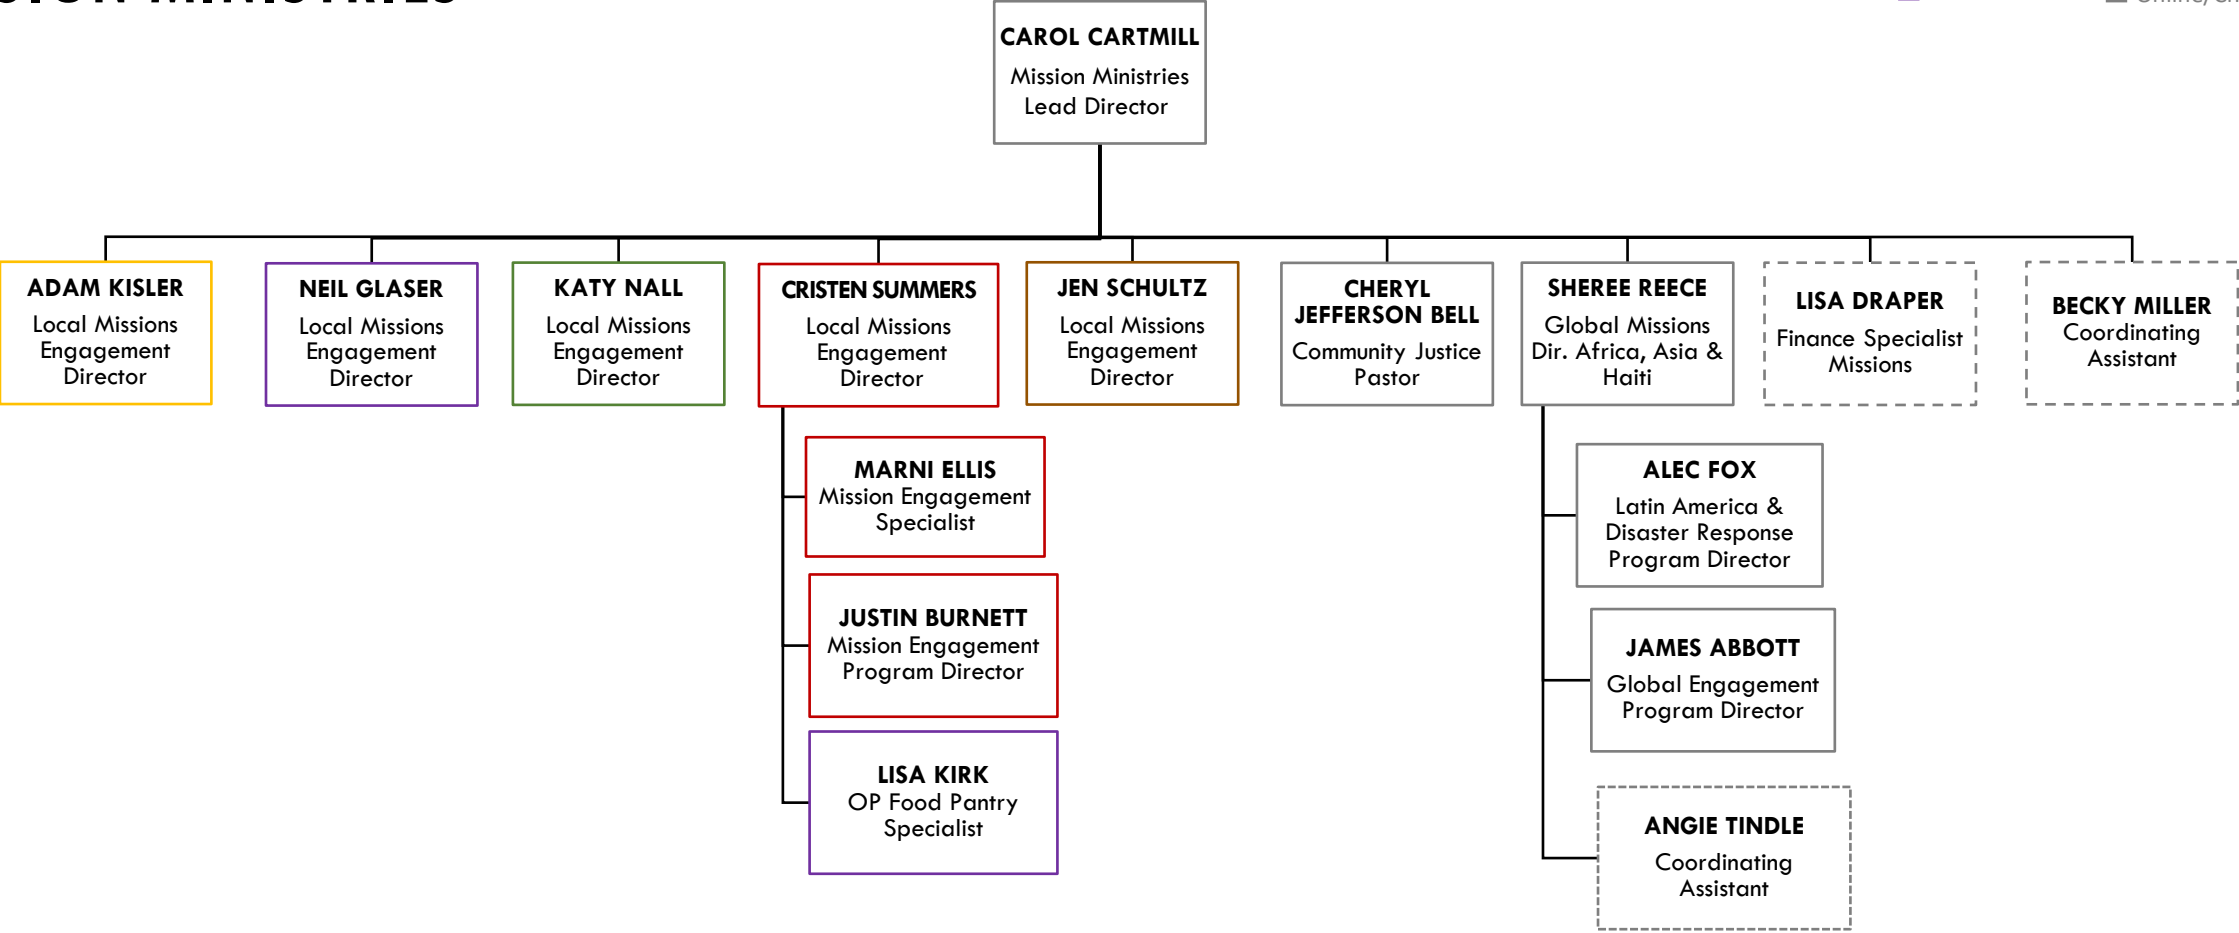 CAROL CARTMILL
Mission Ministries
Lead Director
ADAM KISLER
Local Missions
Engagement
Director
NEIL GLASER
Local Missions
Engagement
Director
KATY NALL
Local Missions
Engagement
Director
CRISTEN SUMMERS
Local Missions
Engagement
Director
JEN SCHULTZ
Local Missions
Engagement
Director
CHERYL
JEFFERSON BELL
Community Justice
Pastor
SHEREE REECE
Global Missions
Dir. Africa, Asia &
Haiti
LISA DRAPER
Finance Specialist
Missions
BECKY MILLER
Coordinating
Assistant
MARNI ELLIS
Mission Engagement
Specialist
JUSTIN BURNETT
Mission Engagement
Program Director
LISA KIRK
OP Food Pantry
Specialist
ALEC FOX
Latin America &
Disaster Response
Program Director
JAMES ABBOTT
Global Engagement
Program Director
ANGIE TINDLE
Coordinating
Assistant